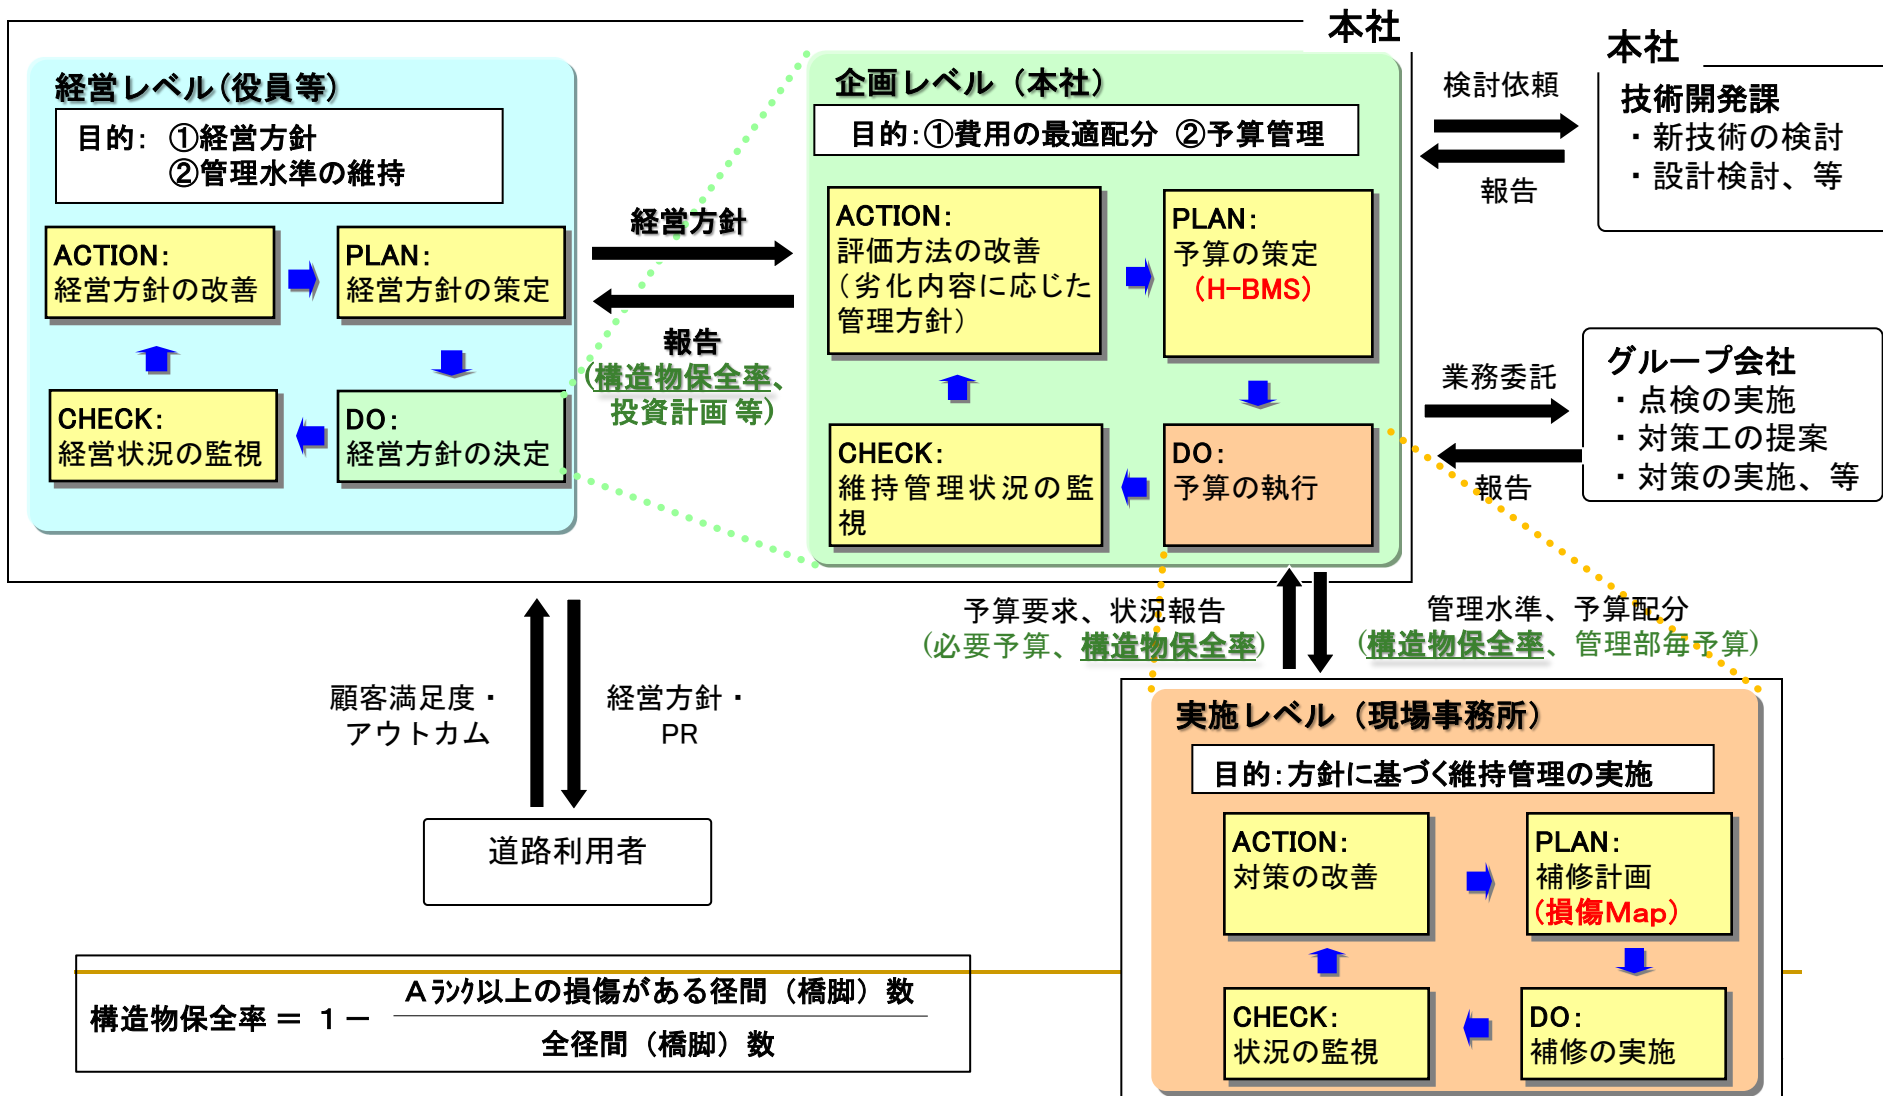 本社
経営レベル(役員等)
目的： ①経営方針
②管理水準の維持
ACTION：
経営方針の改善
PLAN：
経営方針の策定
CHECK：
経営状況の監視
DO：
経営方針の決定
経営方針
報告
(構造物保全率、
投資計画 等)
企画レベル（本社）
目的：①費用の最適配分 ②予算管理
ACTION：
評価方法の改善
（劣化内容に応じた
管理方針）
PLAN：
予算の策定
（H-BMS）
CHECK：
維持管理状況の監
視
DO：
予算の執行
検討依頼
報告
本社
技術開発課
・新技術の検討
・設計検討、等
業務委託
報告
グループ会社
・点検の実施
・対策工の提案
・対策の実施、等
予算要求、状況報告
(必要予算、構造物保全率)
管理水準、予算配分
(構造物保全率、管理部毎予算)
顧客満足度・
アウトカム
経営方針・
PR
道路利用者
実施レベル（現場事務所）
目的：方針に基づく維持管理の実施
ACTION：
対策の改善
PLAN：
補修計画
（損傷Map）
CHECK：
状況の監視
DO：
補修の実施
構造物保全率 ＝ １－
Ａランク以上の損傷がある径間（橋脚）数
全径間（橋脚）数